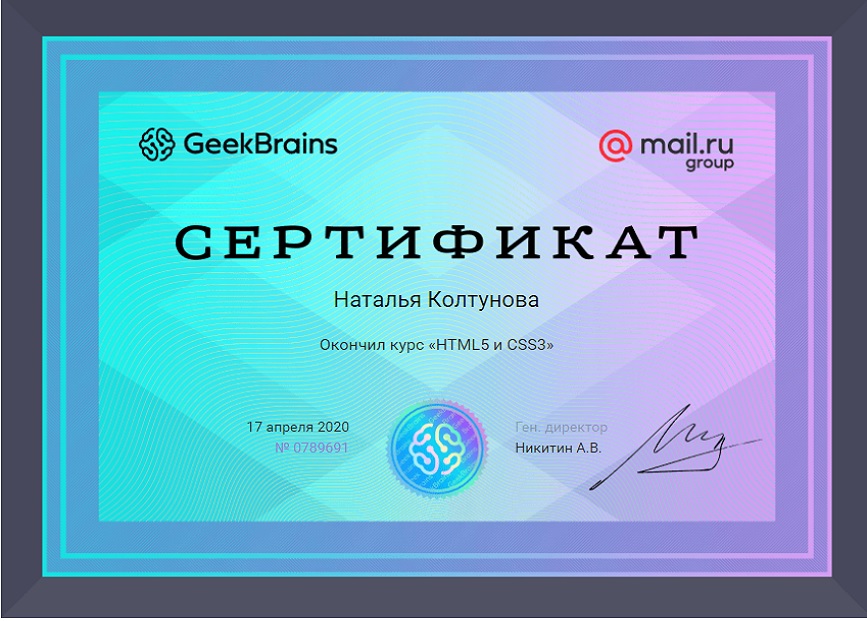 GeekBrains
@ mail.ru
group
СЕРТИФИКАТ
Наталья Колтунова
Окончил курс «HTML5 и CSS3»
17 апреля 2020
№ 0789691
Ген. директор
Никитин А.В.